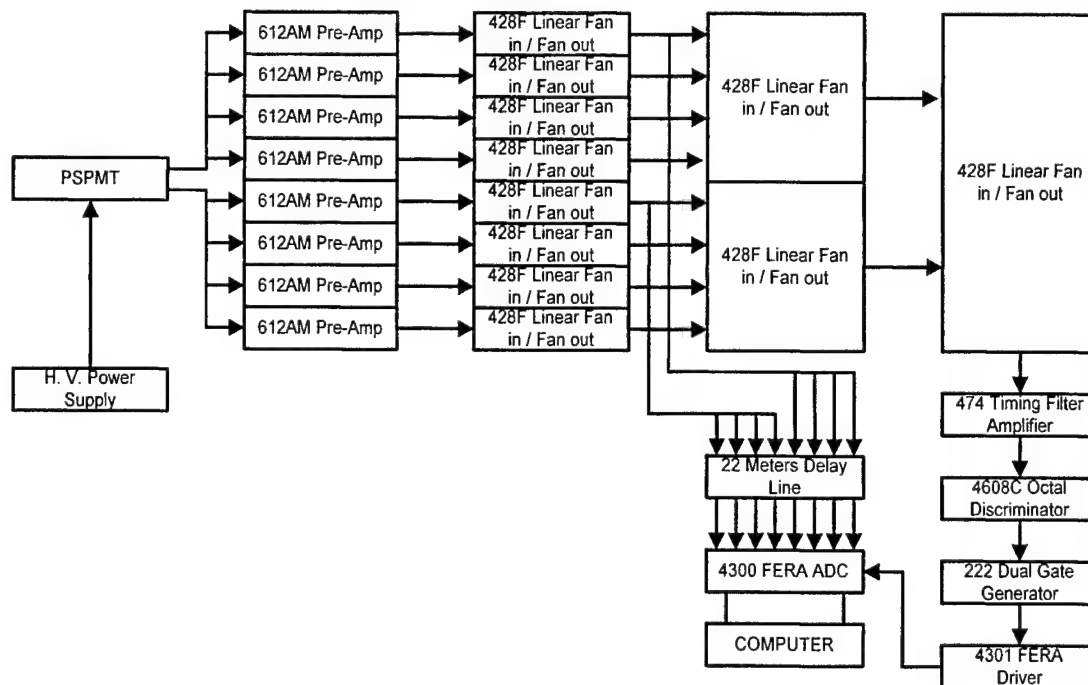 612AM Pre-Amp
612AM Pre-Amp
612AM Pre-Amp
612AM Pre-Amp
612AM Pre-Amp
612AM Pre-Amp
612AM Pre-Amp
612AM Pre-Amp
428F Linear Fan
in / Fan out
428F Linear Fan
in / Fan out
428F Linear Fan
in / Fan out
428F Linear Fan
in / Fan out
428F Linear Fan
in / Fan out
428F Linear Fan
in / Fan out
428F Linear Fan
in / Fan out
428F Linear Fan
in / Fan out
428F Linear Fan
in / Fan out
428F Linear Fan
in / Fan out
428F Linear Fan
in / Fan out
PSPMT
H. V. Power
Supply
22 Meters Delay
Line
4300 FERA ADC
COMPUTER
474 Timing Filter
Amplifier
4608C Octal
Discriminator
222 Dual Gate
Generator
4301 FERA
Driver